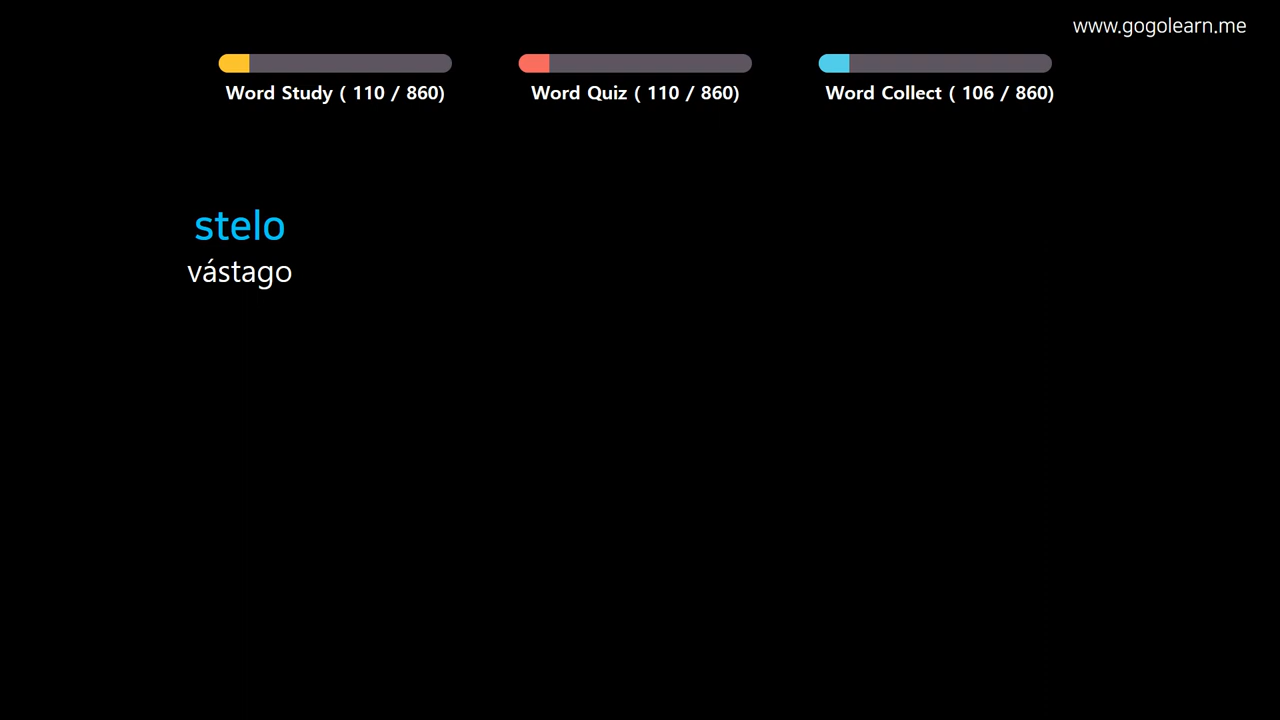 www.gogolearn.me
Word Study ( 110 / 860)
Word Quiz ( 110 / 860)
Word Collect ( 106 / 860)
stelo
vástago